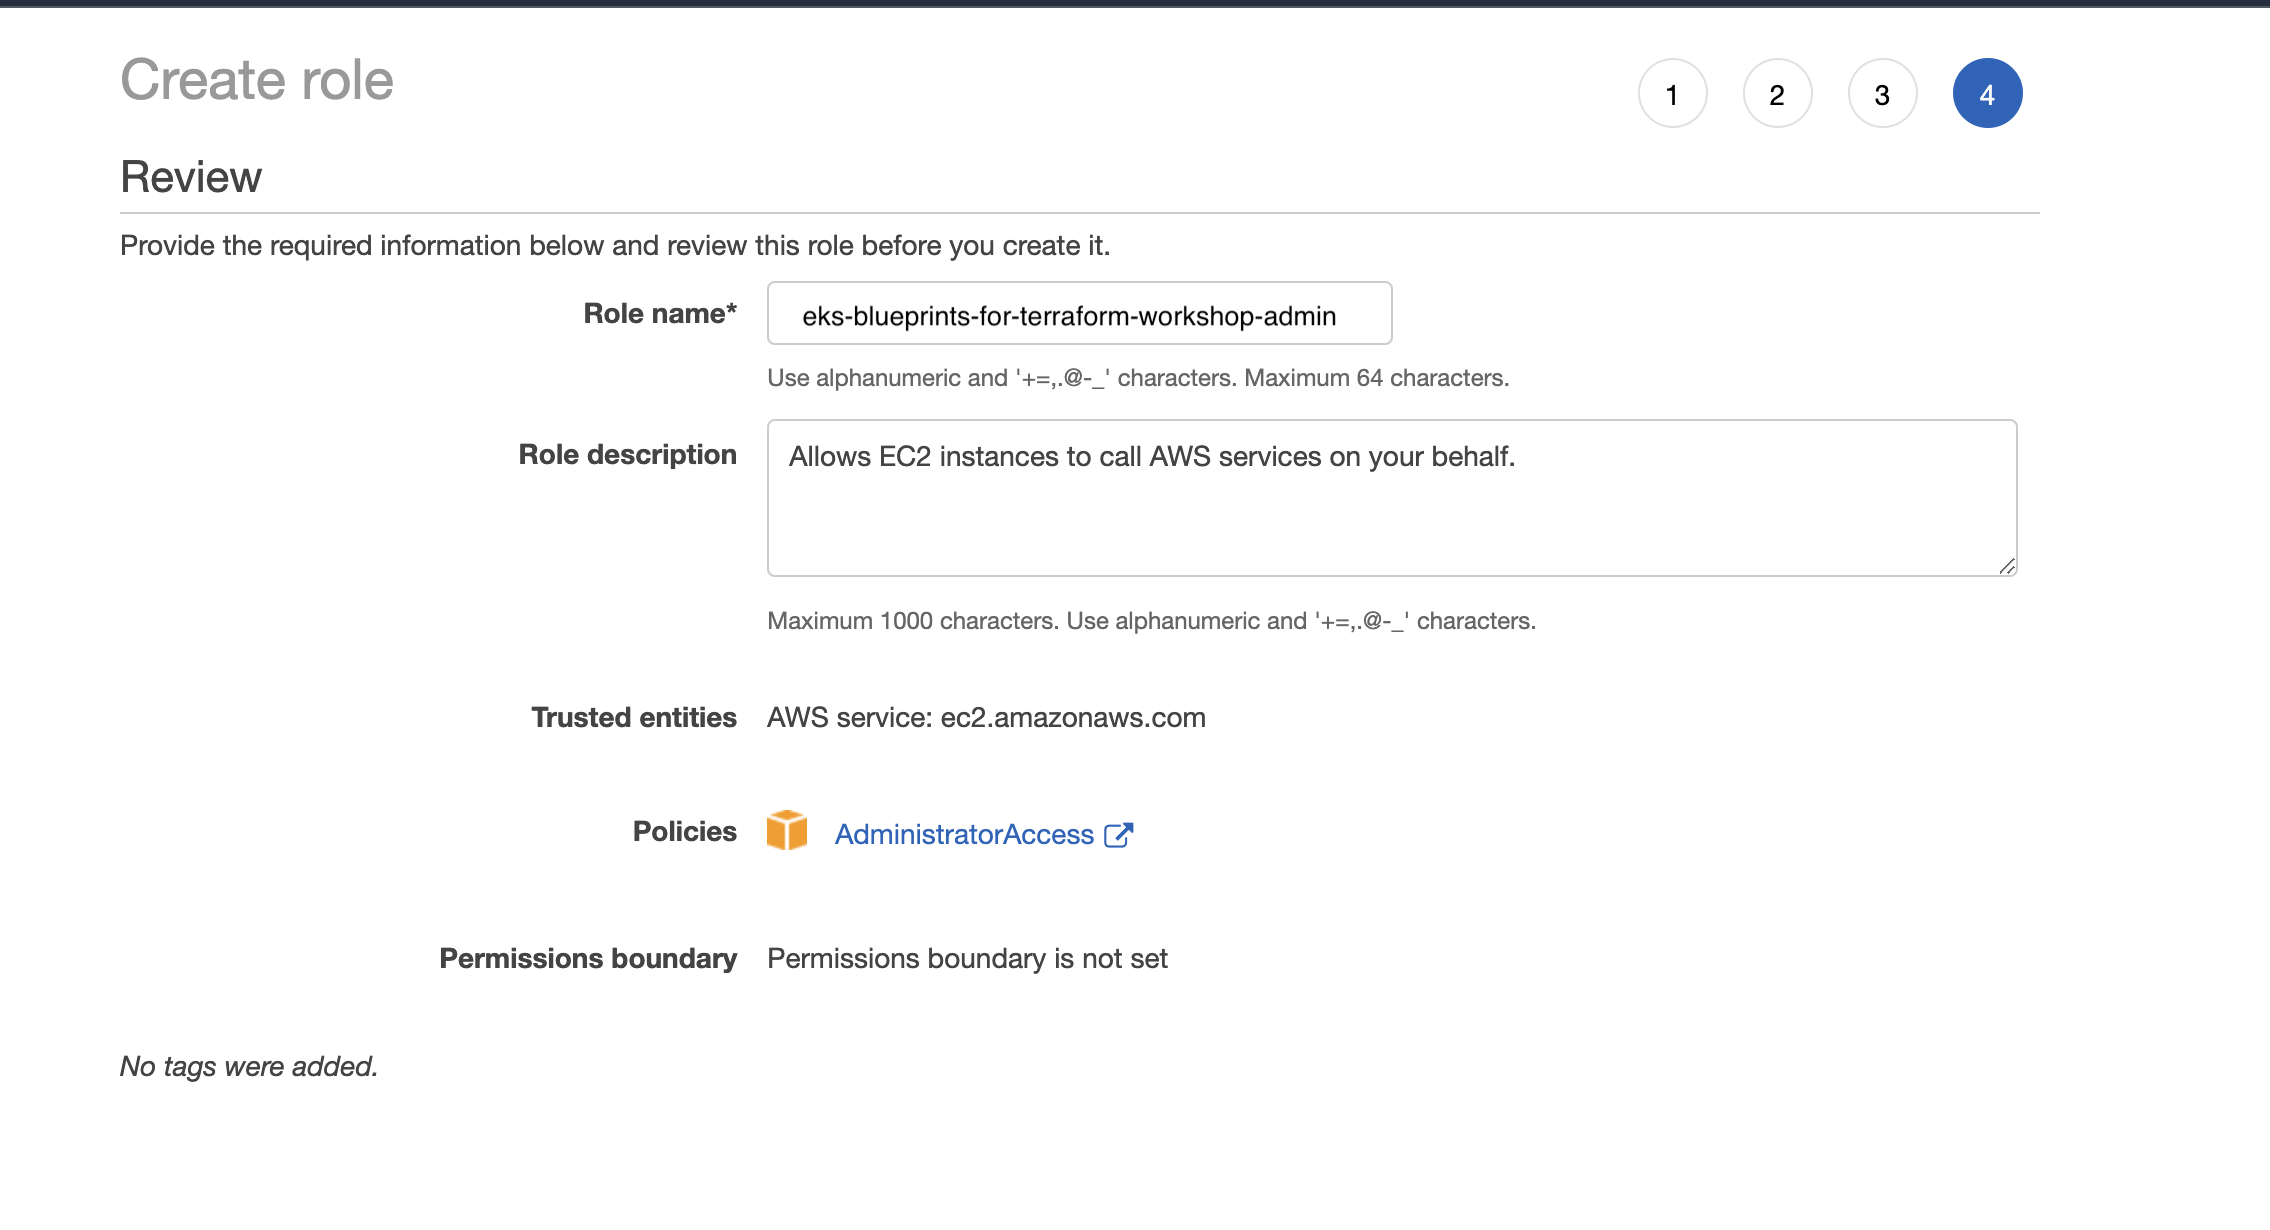 Create role
1 2 3 4
Review
Provide the required information below and review this role before you create it.
Role name* eks-blueprints-for-terraform-workshop-admin
Use alphanumeric and '+=,.@-_' characters. Maximum 64 characters.
Role description Allows EC2 instances to call AWS services on your behalf.
Maximum 1000 characters. Use alphanumeric and '+=,.@-_' characters.
Trusted entities AWS service: ec2.amazonaws.com
Policies AdministratorAccess
Permissions boundary Permissions boundary is not set
No tags were added.